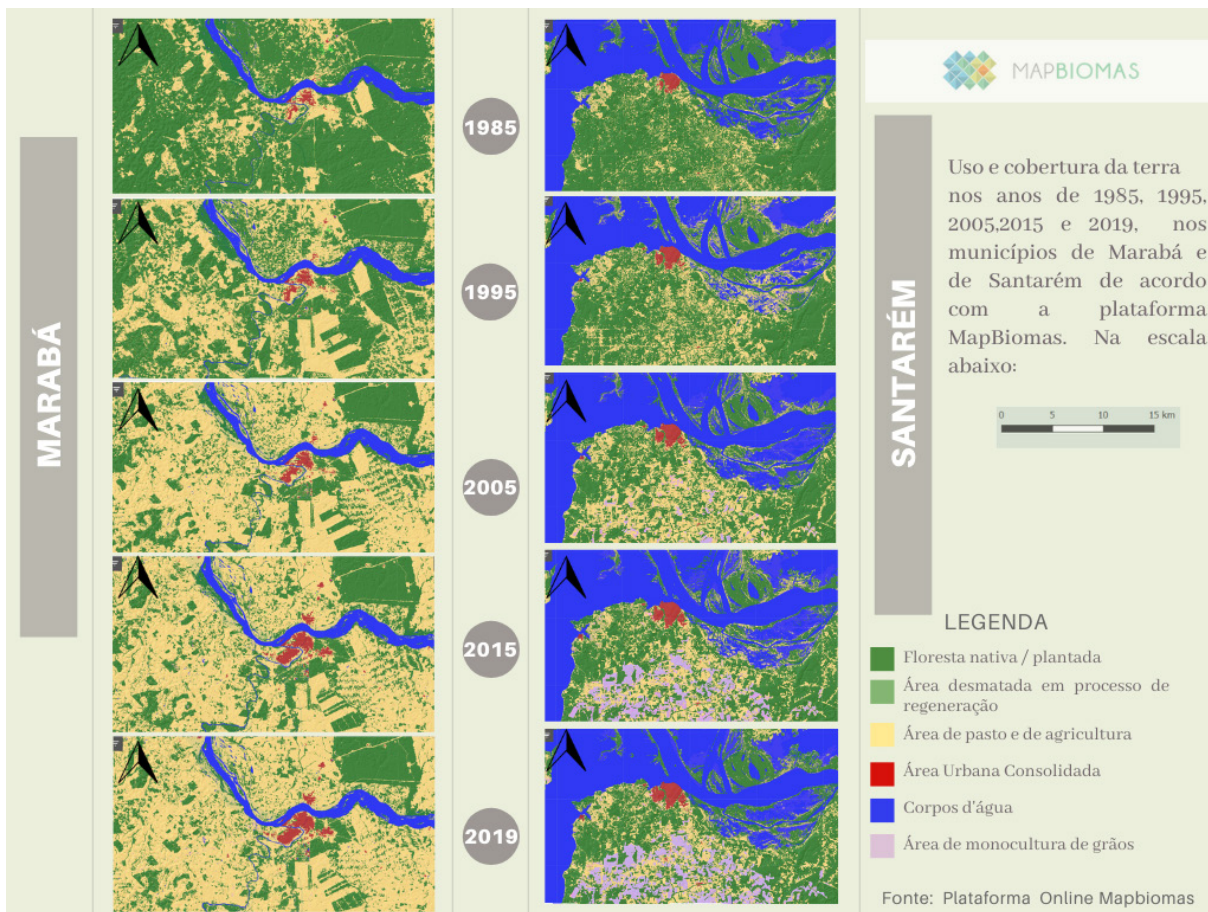 MARABÁ
1985
1995
2005
2015
2019
SANTARÉM
MAPBIOMAS
Uso e cobertura da terra
nos anos de 1985, 1995,
2005,2015 e 2019, nos
municípios de Marabá e
de Santarém de acordo
com a plataforma
MapBiomas. Na escala
abaixo:
0 5 10 15 km
LEGENDA
Floresta nativa / plantada
Área desmatada em processo de
regeneração
Área de pasto e de agricultura
Área Urbana Consolidada
Corpos d'água
Área de monocultura de grãos
Fonte: Plataforma Online Mapbiomas